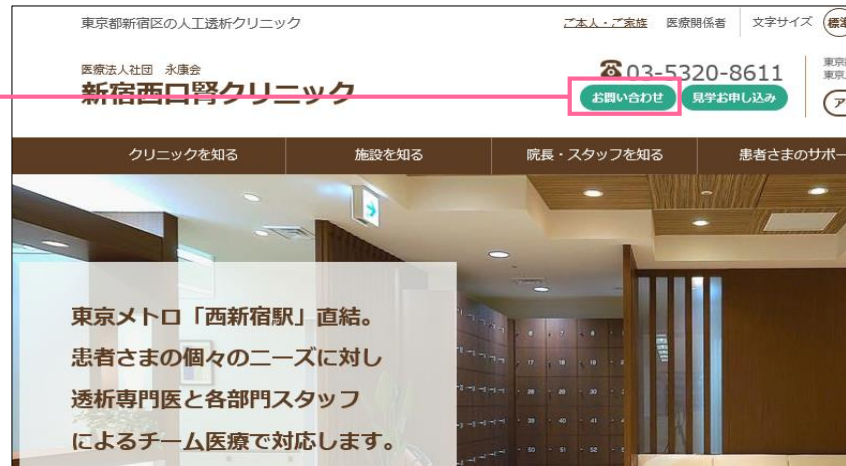 東京都新宿区の人工透析クリニック
ご本人・ご家族 医療関係者 文字サイズ 標準
医療法人社団 永康会
新宿西口腎クリニック
☎03-5320-8611
お問い合わせ 見学お申し込み
東京
東京
ア
クリニックを知る 施設を知る 院長・スタッフを知る 患者さまのサポー
東京メトロ「西新宿駅」直結。
患者さまの個々のニーズに対し
透析専門医と各部門スタッフ
によるチーム医療で対応します。